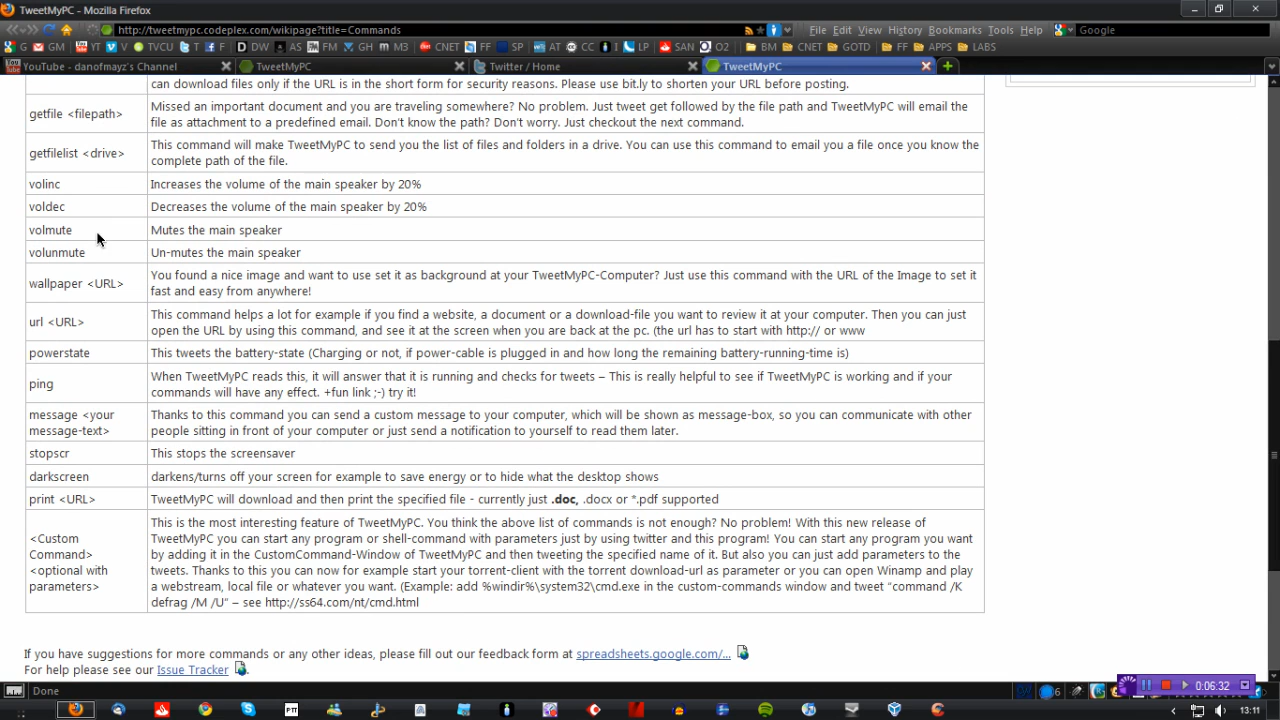 TweetMyPC - Mozilla Firefox
http://tweetmypc.codeplex.com/wikipage?title=Commands
File Edit View History Bookmarks Tools Help
Google
G GM YT V TVCU T F DW AS FM GH M3 CNET FF SP AT CC I LP SAN O2 BM CNET GOTD FF APPS LABS
YouTube - danofmayz's Channel
TweetMyPC
Twitter / Home
TweetMyPC
can download files only if the URL is in the short form for security reasons. Please use bit.ly to shorten your URL before posting.
getfile <filepath>
Missed an important document and you are traveling somewhere? No problem. Just tweet get followed by the file path and TweetMyPC will email the
file as attachment to a predefined email. Don't know the path? Don't worry. Just checkout the next command.
getfilelist <drive>
This command will make TweetMyPC to send you the list of files and folders in a drive. You can use this command to email you a file once you know the
complete path of the file.
volinc
Increases the volume of the main speaker by 20%
voldec
Decreases the volume of the main speaker by 20%
volmute
Mutes the main speaker
volunmute
Un-mutes the main speaker
wallpaper <URL>
You found a nice image and want to use set it as background at your TweetMyPC-Computer? Just use this command with the URL of the Image to set it
fast and easy from anywhere!
url <URL>
This command helps a lot for example if you find a website, a document or a download-file you want to review it at your computer. Then you can just
open the URL by using this command, and see it at the screen when you are back at the pc. (the url has to start with http:// or www
powerstate
This tweets the battery-state (Charging or not, if power-cable is plugged in and how long the remaining battery-running-time is)
ping
When TweetMyPC reads this, it will answer that it is running and checks for tweets – This is really helpful to see if TweetMyPC is working and if your
commands will have any effect. +fun link ;-) try it!
message <your
message-text>
Thanks to this command you can send a custom message to your computer, which will be shown as message-box, so you can communicate with other
people sitting in front of your computer or just send a notification to yourself to read them later.
stopscr
This stops the screensaver
darkscreen
darkens/turns off your screen for example to save energy or to hide what the desktop shows
print <URL>
TweetMyPC will download and then print the specified file - currently just .doc, .docx or *.pdf supported
<Custom
Command>
<optional with
parameters>
This is the most interesting feature of TweetMyPC. You think the above list of commands is not enough? No problem! With this new release of
TweetMyPC you can start any program or shell-command with parameters just by using twitter and this program! You can start any program you want
by adding it in the CustomCommand-Window of TweetMyPC and then tweeting the specified name of it. But also you can just add parameters to the
tweets. Thanks to this you can now for example start your torrent-client with the torrent download-url as parameter or you can open Winamp and play
a webstream, local file or whatever you want. (Example: add %windir%\system32\cmd.exe in the custom-commands window and tweet “command /K
defrag /M /U” – see http://ss64.com/nt/cmd.html
If you have suggestions for more commands or any other ideas, please fill out our feedback form at spreadsheets.google.com/...
For help please see our Issue Tracker .
Done
6
0:06:32
13:11